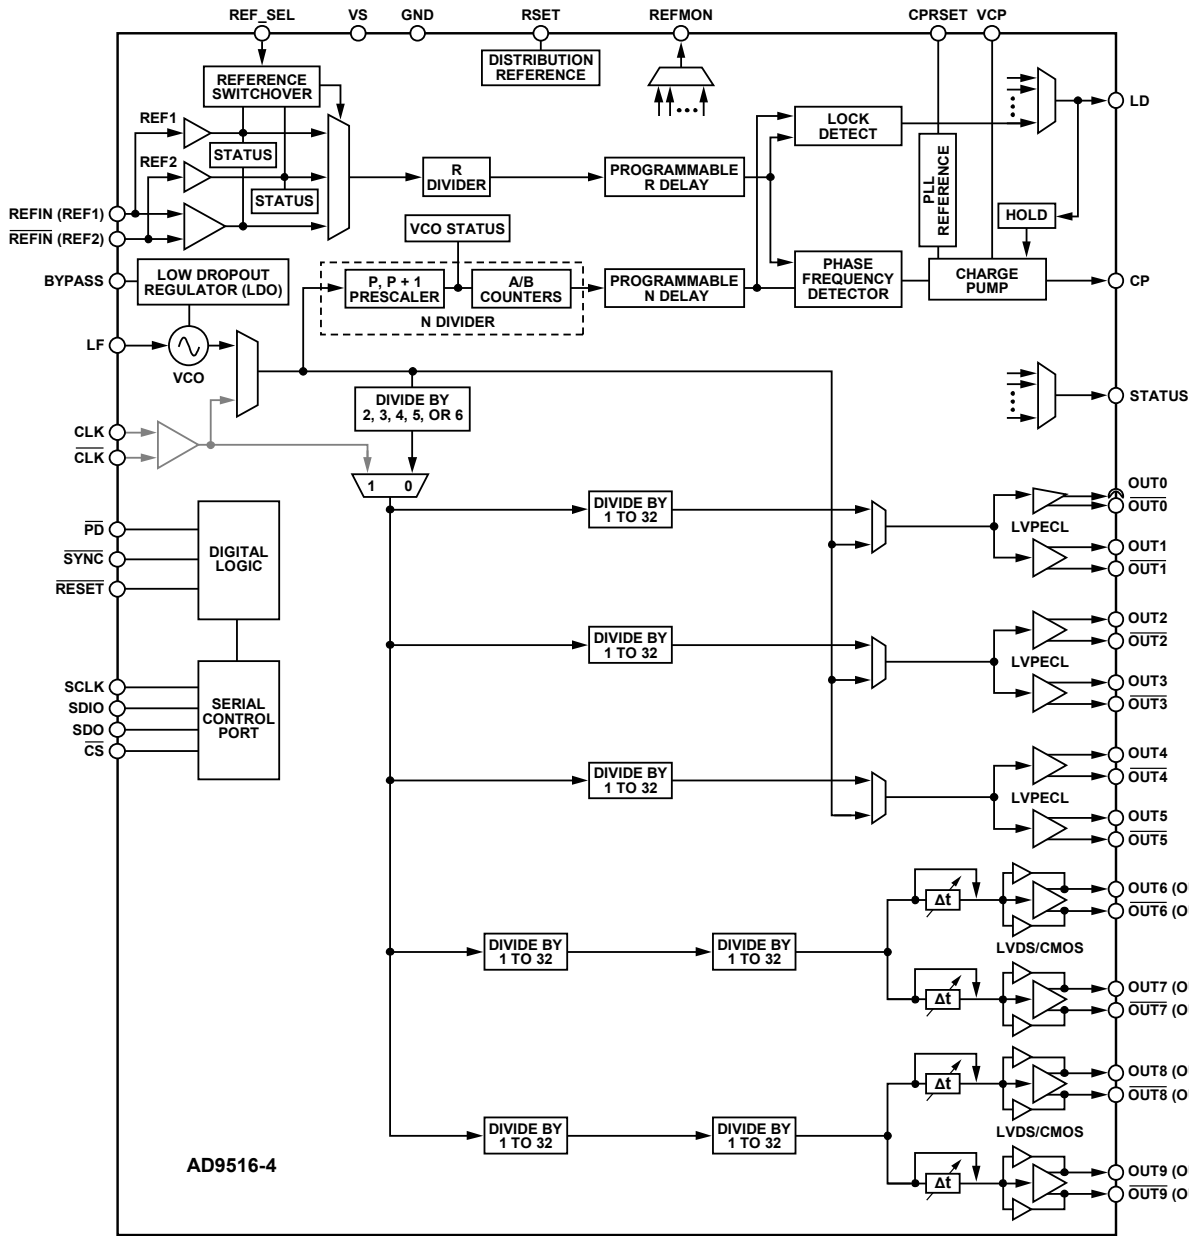 REF_SEL
VS
GND
RSET
REFMON
CPRSET
VCP
DISTRIBUTION
REFERENCE
REFERENCE
SWITCHOVER
REF1
STATUS
REF2
STATUS
REFIN (REF1)
REFIN (REF2)
R
DIVIDER
PROGRAMMABLE
R DELAY
LOCK
DETECT
LD
PLL
REFERENCE
HOLD
VCO STATUS
BYPASS
LOW DROPOUT
REGULATOR (LDO)
P, P + 1
PRESCALER
A/B
COUNTERS
N DIVIDER
PROGRAMMABLE
N DELAY
PHASE
FREQUENCY
DETECTOR
CHARGE
PUMP
CP
LF
VCO
DIVIDE BY
2, 3, 4, 5, OR 6
STATUS
CLK
CLK
1 0
PD
SYNC
RESET
DIGITAL
LOGIC
SCLK
SDIO
SDO
CS
SERIAL
CONTROL
PORT
DIVIDE BY
1 TO 32
LVPECL
OUT0
OUT0
OUT1
OUT1
DIVIDE BY
1 TO 32
LVPECL
OUT2
OUT2
OUT3
OUT3
DIVIDE BY
1 TO 32
LVPECL
OUT4
OUT4
OUT5
OUT5
DIVIDE BY
1 TO 32
DIVIDE BY
1 TO 32
Δt
Δt
LVDS/CMOS
OUT6 (O
OUT6 (O
OUT7 (O
OUT7 (O
DIVIDE BY
1 TO 32
DIVIDE BY
1 TO 32
Δt
Δt
LVDS/CMOS
OUT8 (O
OUT8 (O
OUT9 (O
OUT9 (O
AD9516-4